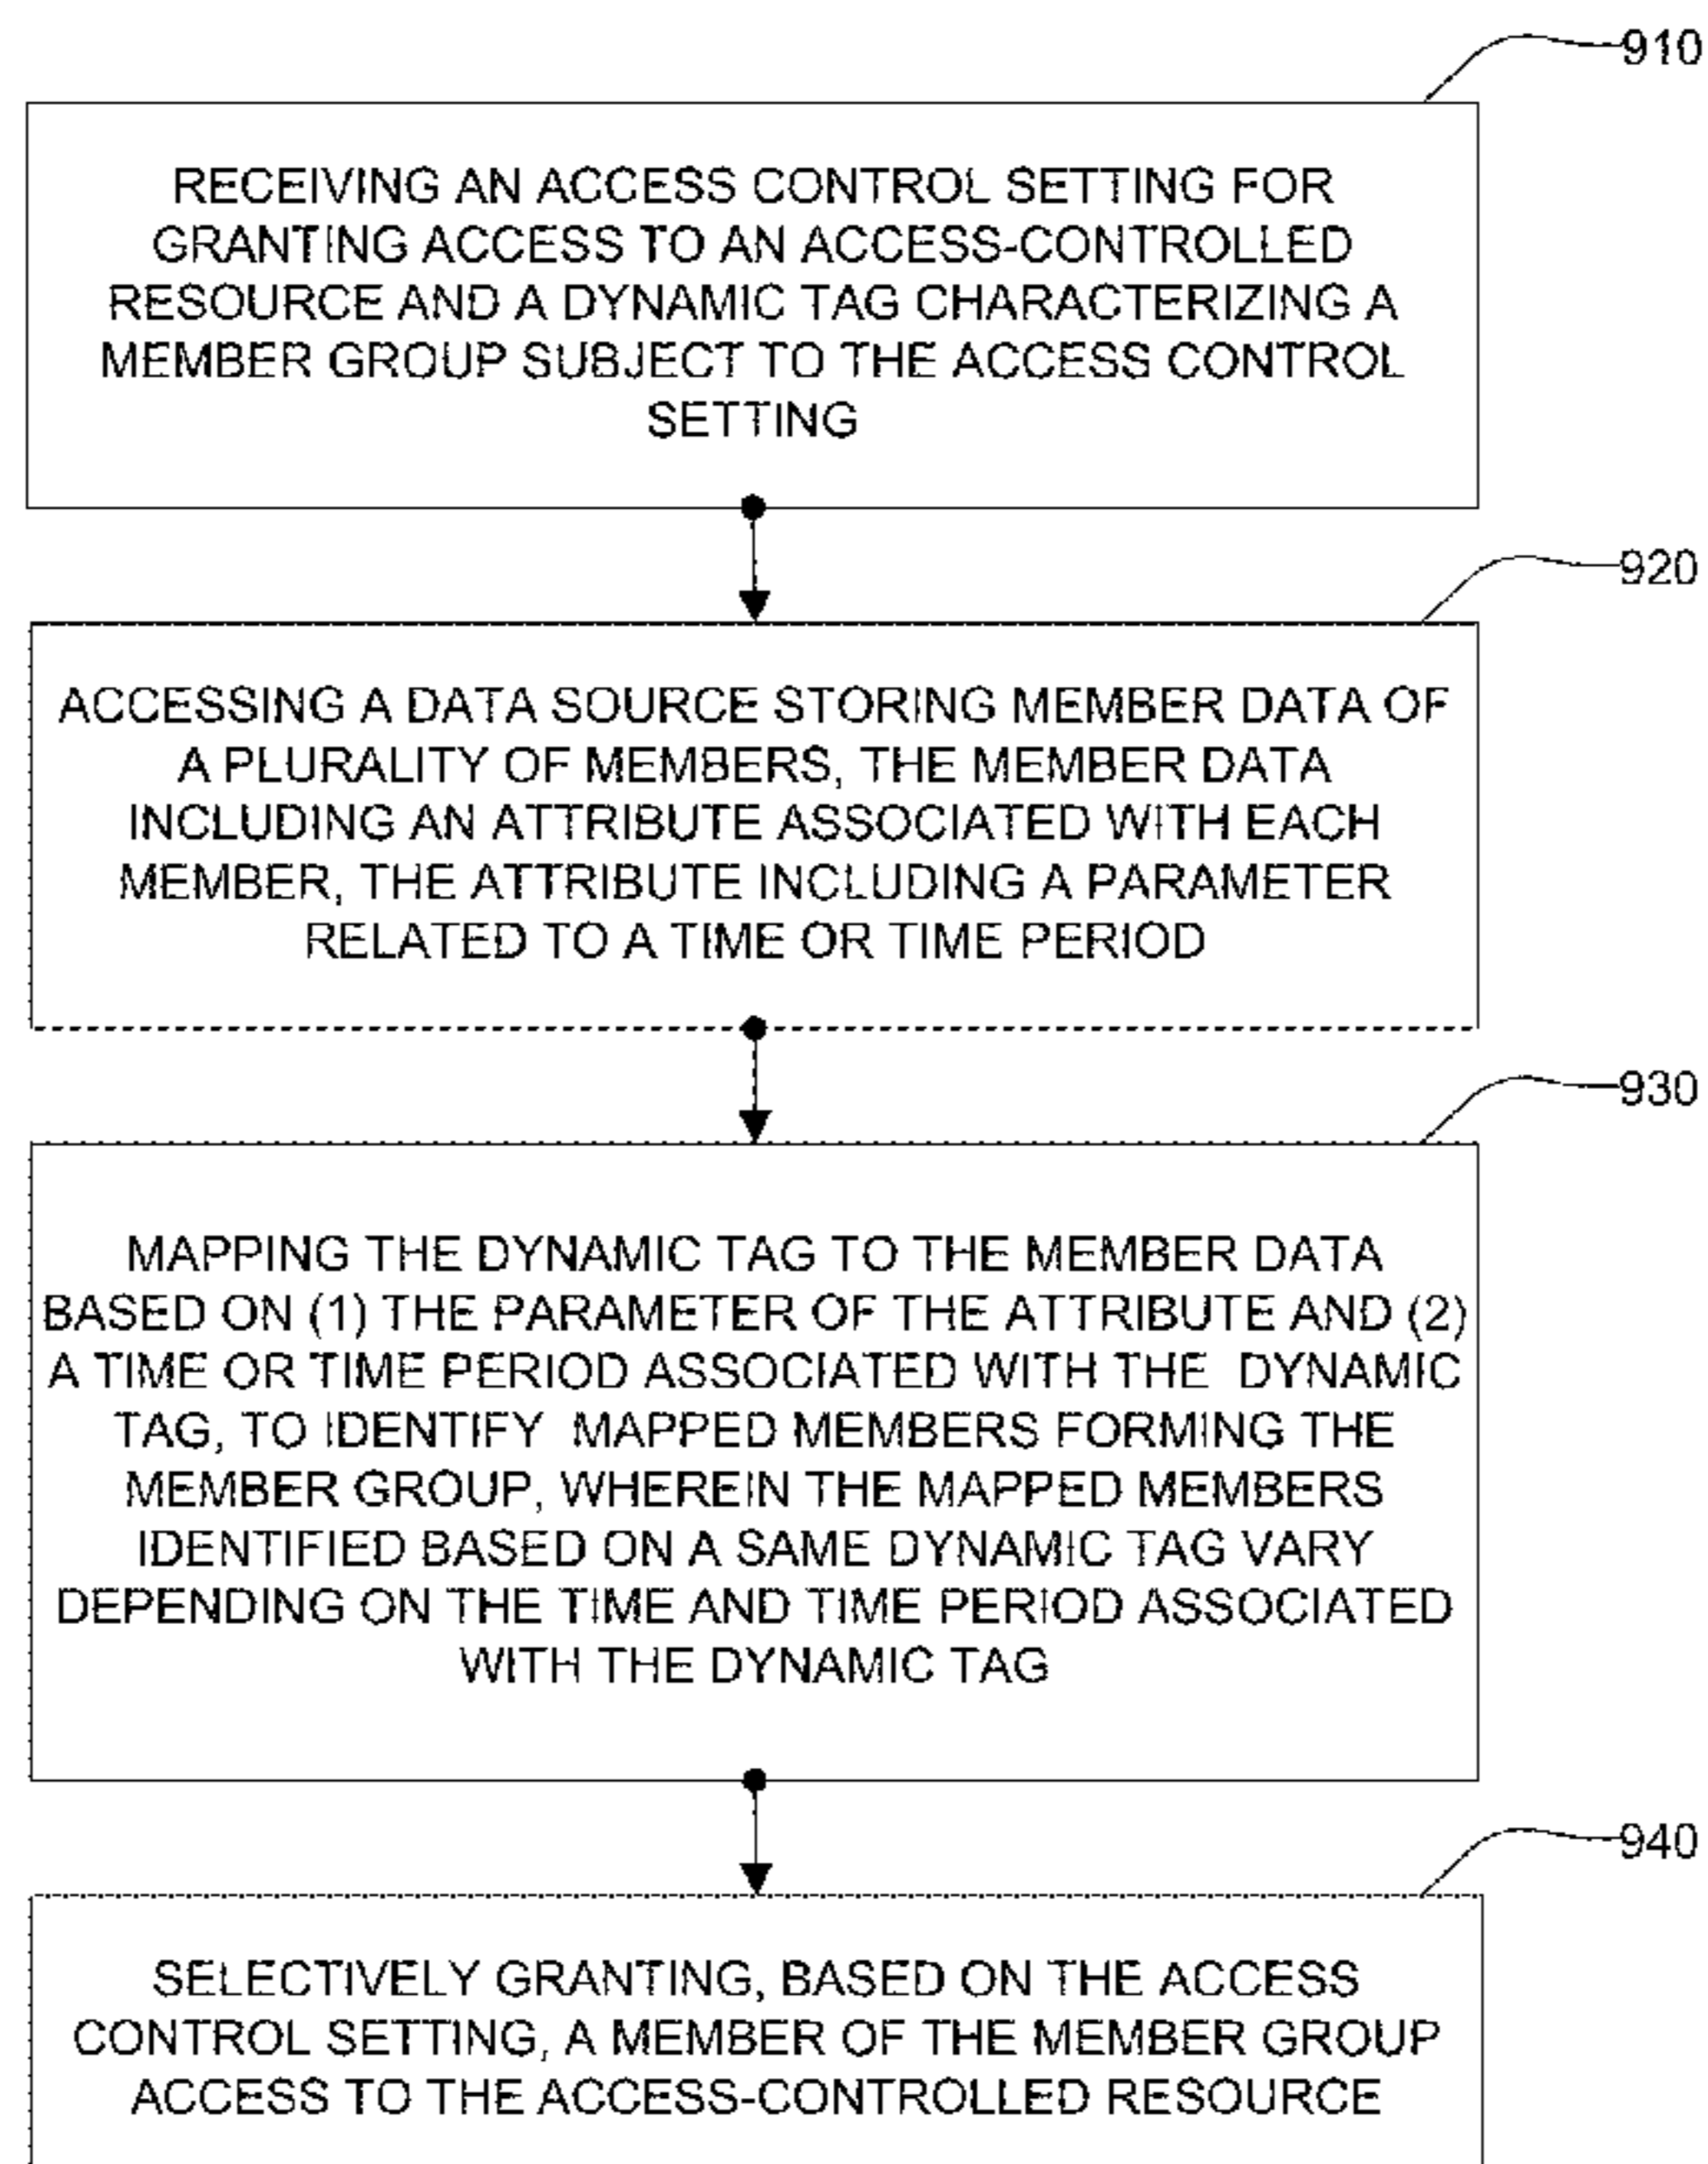 910
RECEIVING AN ACCESS CONTROL SETTING FOR
GRANTING ACCESS TO AN ACCESS-CONTROLLED
RESOURCE AND A DYNAMIC TAG CHARACTERIZING A
MEMBER GROUP SUBJECT TO THE ACCESS CONTROL
SETTING
920
ACCESSING A DATA SOURCE STORING MEMBER DATA OF
A PLURALITY OF MEMBERS, THE MEMBER DATA
INCLUDING AN ATTRIBUTE ASSOCIATED WITH EACH
MEMBER, THE ATTRIBUTE INCLUDING A PARAMETER
RELATED TO A TIME OR TIME PERIOD
930
MAPPING THE DYNAMIC TAG TO THE MEMBER DATA
BASED ON (1) THE PARAMETER OF THE ATTRIBUTE AND (2)
A TIME OR TIME PERIOD ASSOCIATED WITH THE DYNAMIC
TAG, TO IDENTIFY MAPPED MEMBERS FORMING THE
MEMBER GROUP, WHEREIN THE MAPPED MEMBERS
IDENTIFIED BASED ON A SAME DYNAMIC TAG VARY
DEPENDING ON THE TIME AND TIME PERIOD ASSOCIATED
WITH THE DYNAMIC TAG
940
SELECTIVELY GRANTING, BASED ON THE ACCESS
CONTROL SETTING, A MEMBER OF THE MEMBER GROUP
ACCESS TO THE ACCESS-CONTROLLED RESOURCE